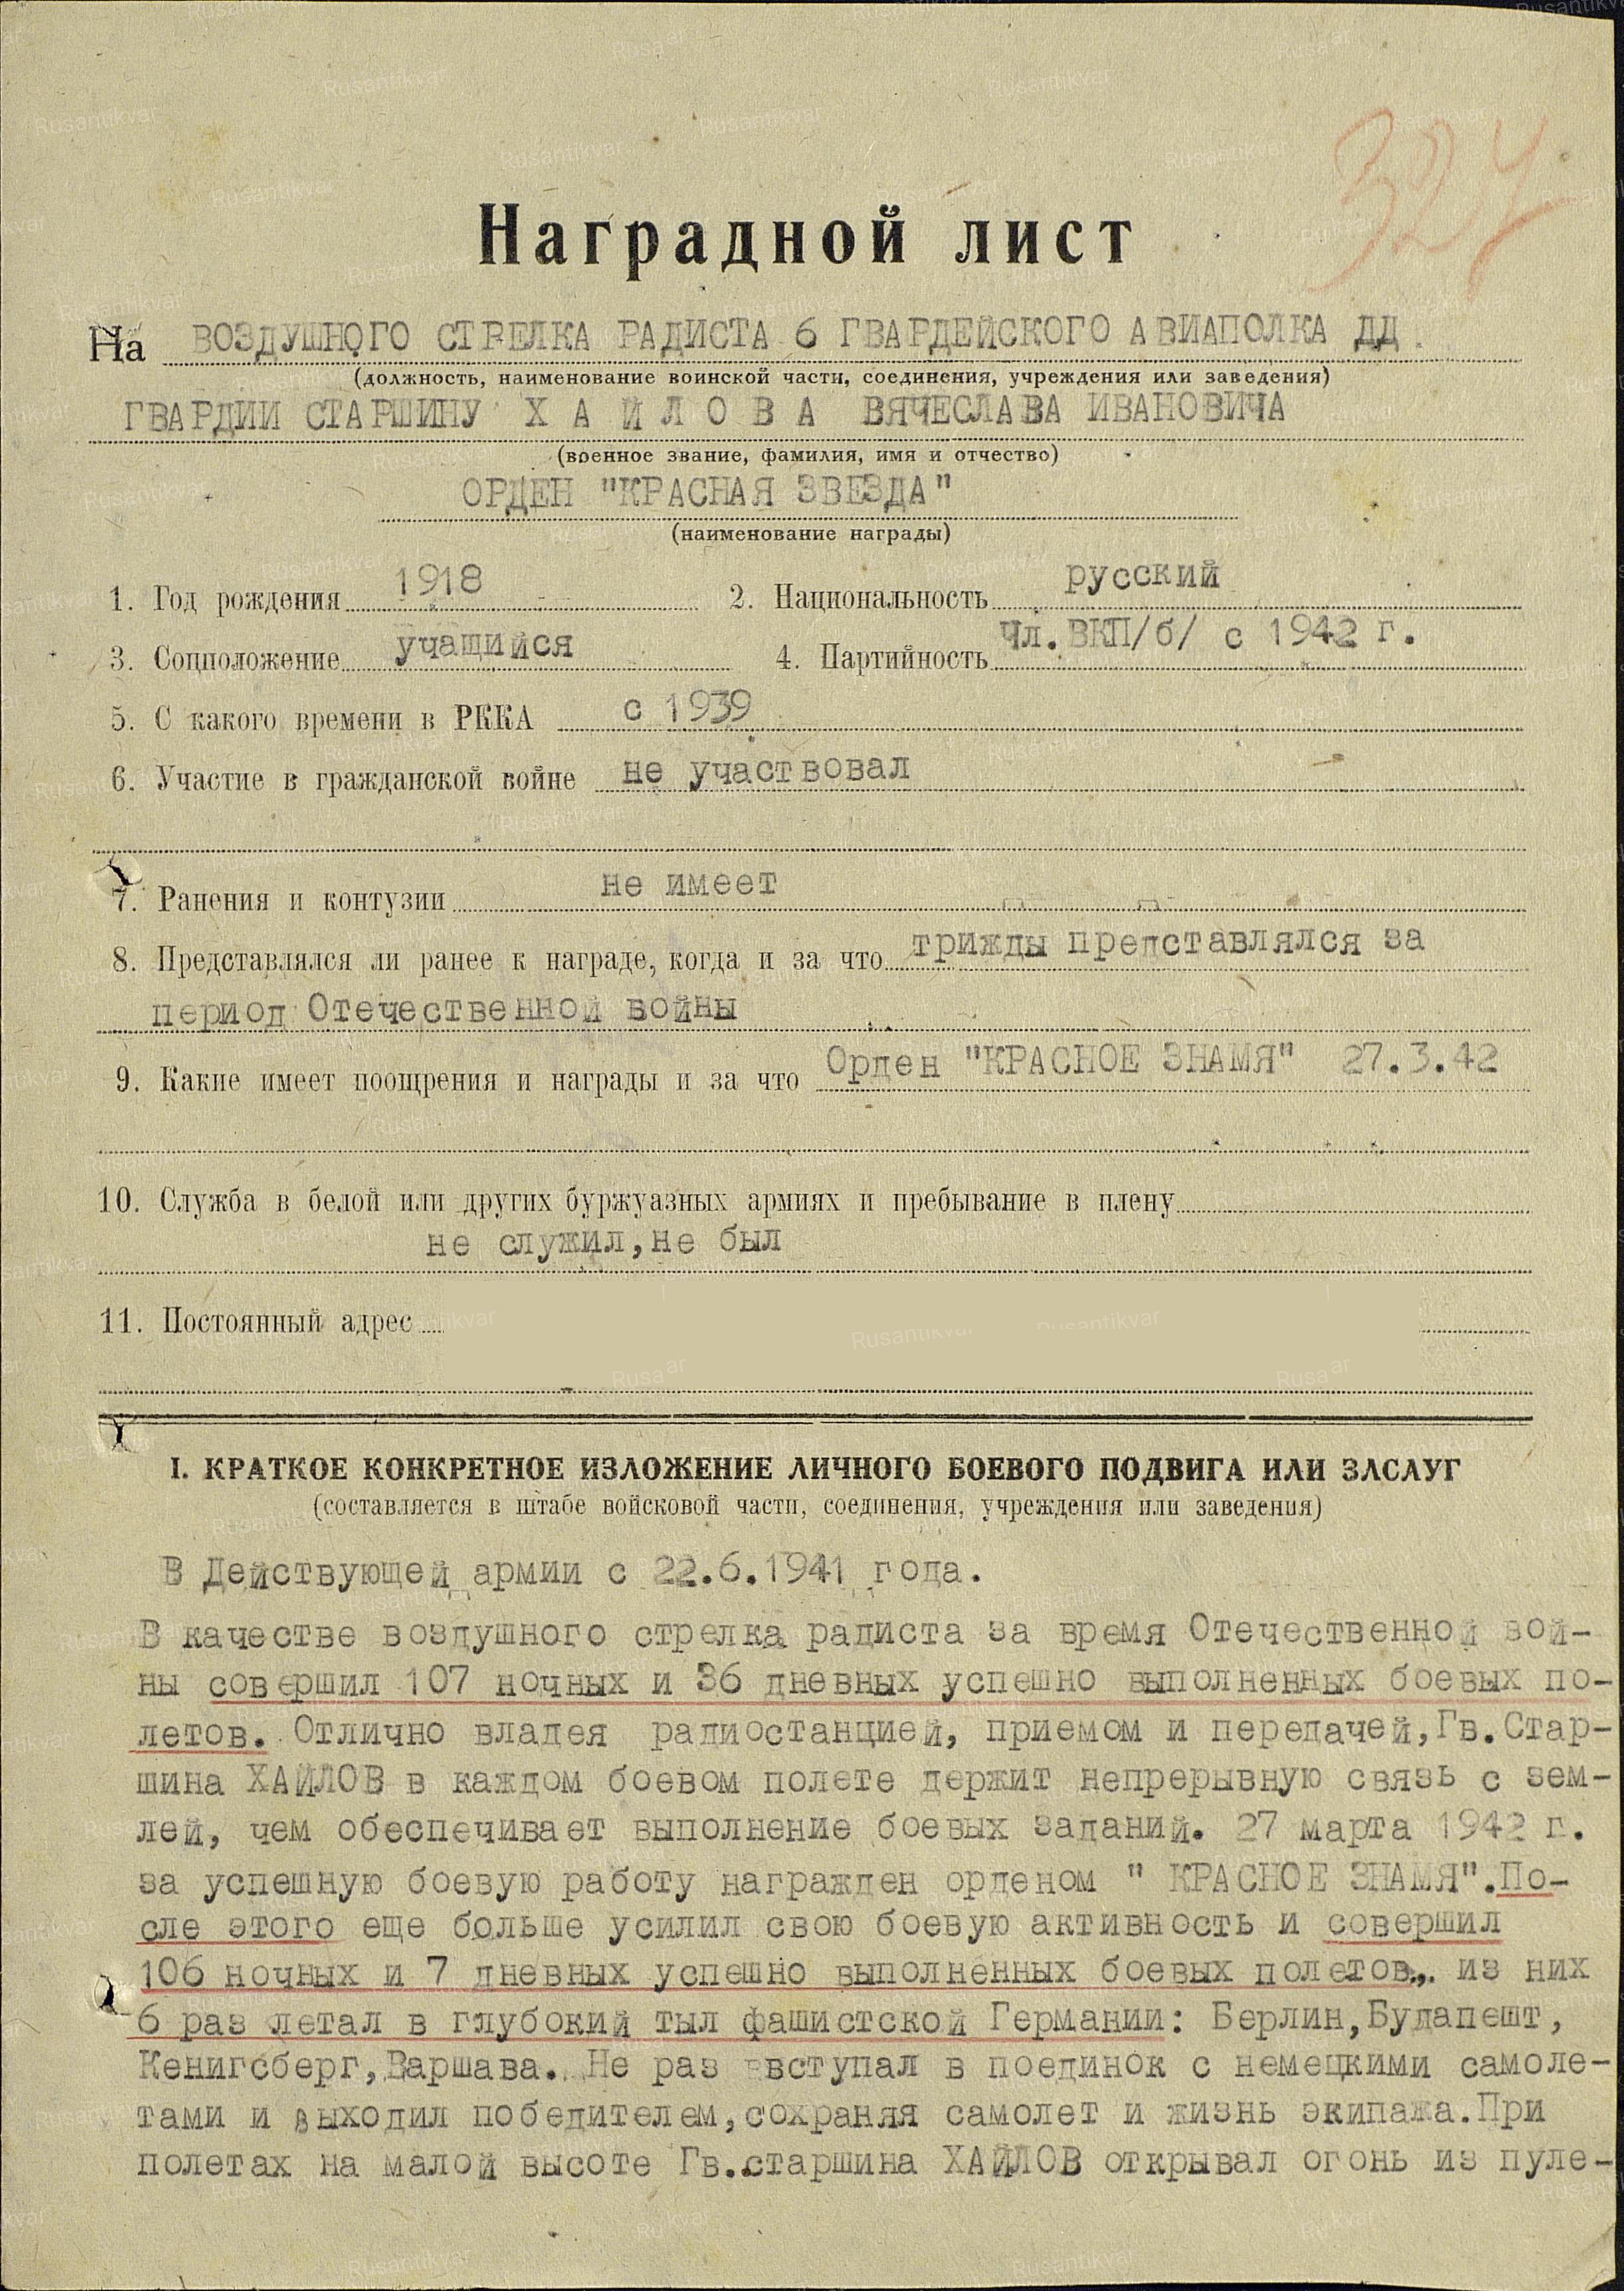 324
Наградной лист
На ВОЗДУШНОГО СТРЕЛКА РАДИСТА 6 ГВАРДЕЙСКОГО АВИАПОЛКА ДД.
(должность, наименование воинской части, соединения, учреждения или заведения)
ГВАРДИИ СТАРШИНУ Х А Й Л О В А ВЯЧЕСЛАВА ИВАНОВИЧА
(военное звание, фамилия, имя и отчество)
ОРДЕН "КРАСНАЯ ЗВЕЗДА"
(наименование награды)
1. Год рождения 1918 2. Национальность русский
3. Соцположение учащийся 4. Партийность Чл. ВКП/б/ с 1942 г.
5. С какого времени в РККА с 1939
6. Участие в гражданской войне не участвовал
7. Ранения и контузии не имеет
8. Представлялся ли ранее к награде, когда и за что трижды представлялся за
период Отечественной войны
9. Какие имеет поощрения и награды и за что Орден "КРАСНОЕ ЗНАМЯ" 27.3.42
10. Служба в белой или других буржуазных армиях и пребывание в плену
не служил, не был
11. Постоянный адрес
I. КРАТКОЕ КОНКРЕТНОЕ ИЗЛОЖЕНИЕ ЛИЧНОГО БОЕВОГО ПОДВИГА ИЛИ ЗАСЛУГ
(составляется в штабе войсковой части, соединения, учреждения или заведения)
В Действующей армии с 22.6.1941 года.
В качестве воздушного стрелка радиста за время Отечественной вой-
ны совершил 107 ночных и 36 дневных успешно выполненных боевых по-
летов. Отлично владея радиостанцией, приемом и передачей, Гв. Стар-
шина ХАЙЛОВ в каждом боевом полете держит непрерывную связь с зем-
лей, чем обеспечивает выполнение боевых заданий. 27 марта 1942 г.
за успешную боевую работу награжден орденом " КРАСНОЕ ЗНАМЯ". По-
сле этого еще больше усилил свою боевую активность и совершил
106 ночных и 7 дневных успешно выполненных боевых полетов, из них
6 раз летал в глубокий тыл фашистской Германии: Берлин, Будапешт,
Кенигсберг, Варшава. Не раз вступал в поединок с немецкими самоле-
тами и выходил победителем, сохраняя самолет и жизнь экипажа. При
полетах на малой высоте Гв. старшина ХАЙЛОВ открывал огонь из пуле-
Rusantikvar